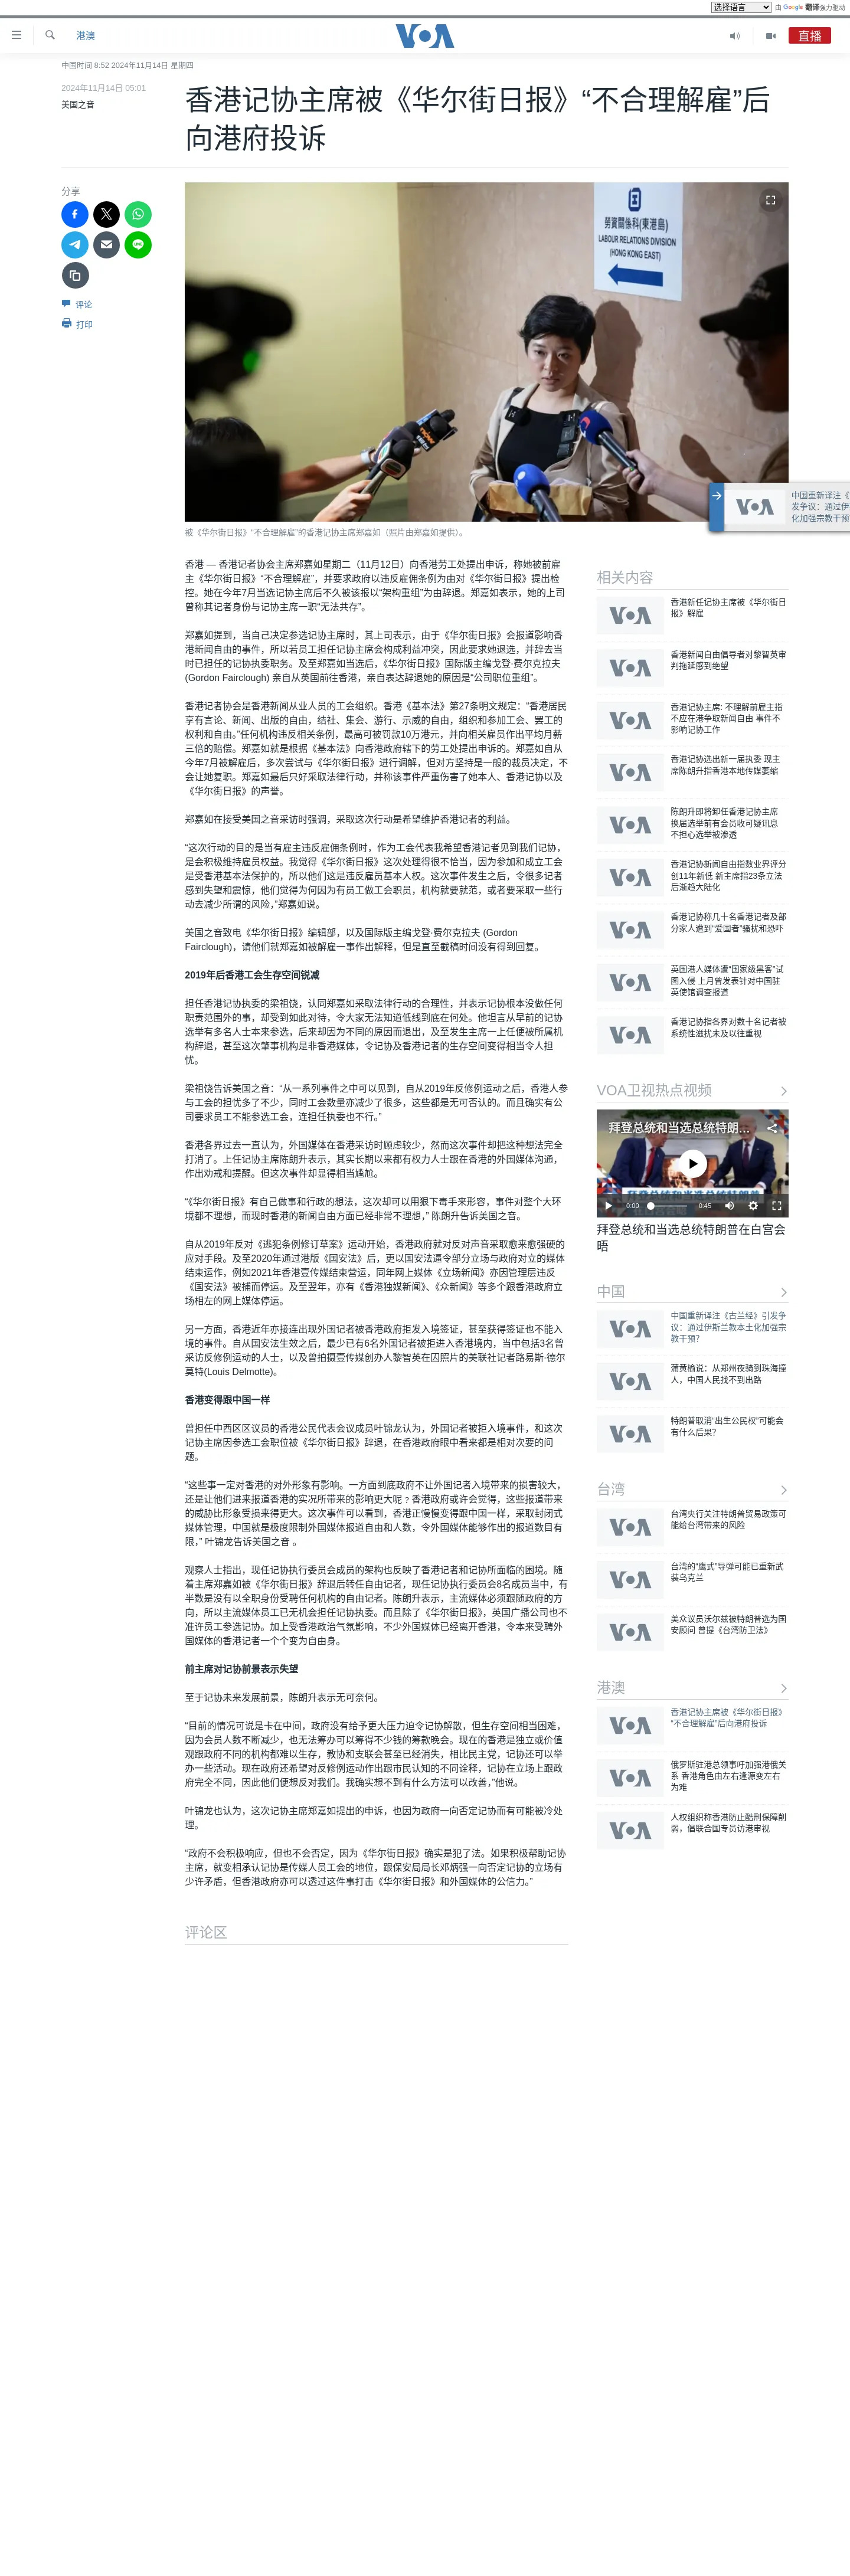 选择语言
由 Google 翻译强力驱动
港澳
VOA
直播
中国时间 8:52 2024年11月14日 星期四
2024年11月14日 05:01
美国之音
香港记协主席被《华尔街日报》“不合理解雇”后
向港府投诉
分享
评论
打印
勞資關係科(東港島)
LABOUR RELATIONS DIVISION
(HONG KONG EAST)
被《华尔街日报》“不合理解雇”的香港记协主席郑嘉如（照片由郑嘉如提供）。
中国重新译注《
发争议：通过伊
化加强宗教干预
香港 — 香港记者协会主席郑嘉如星期二（11月12日）向香港劳工处提出申诉，称她被前雇
主《华尔街日报》“不合理解雇”，并要求政府以违反雇佣条例为由对《华尔街日报》提出检
控。她在今年7月当选记协主席后不久被该报以“架构重组”为由辞退。郑嘉如表示，她的上司
曾称其记者身份与记协主席一职“无法共存”。
郑嘉如提到，当自己决定参选记协主席时，其上司表示，由于《华尔街日报》会报道影响香
港新闻自由的事件，所以若员工担任记协主席会构成利益冲突，因此要求她退选，并辞去当
时已担任的记协执委职务。及至郑嘉如当选后，《华尔街日报》国际版主编戈登·费尔克拉夫
(Gordon Fairclough) 亲自从英国前往香港，亲自表达辞退她的原因是“公司职位重组”。
香港记者协会是香港新闻从业人员的工会组织。香港《基本法》第27条明文规定：“香港居民
享有言论、新闻、出版的自由，结社、集会、游行、示威的自由，组织和参加工会、罢工的
权利和自由。”任何机构违反相关条例，最高可被罚款10万港元，并向相关雇员作出平均月薪
三倍的赔偿。郑嘉如就是根据《基本法》向香港政府辖下的劳工处提出申诉的。郑嘉如自从
今年7月被解雇后，多次尝试与《华尔街日报》进行调解，但对方坚持是一般的裁员决定，不
会让她复职。郑嘉如最后只好采取法律行动，并称该事件严重伤害了她本人、香港记协以及
《华尔街日报》的声誉。
郑嘉如在接受美国之音采访时强调，采取这次行动是希望维护香港记者的利益。
“这次行动的目的是当有雇主违反雇佣条例时，作为工会代表我希望香港记者见到我们记协，
是会积极维持雇员权益。我觉得《华尔街日报》这次处理得很不恰当，因为参加和成立工会
是受香港基本法保护的，所以他们这是违反雇员基本人权。这次事件发生之后，令很多记者
感到失望和震惊，他们觉得为何因为有员工做工会职员，机构就要就范，或者要采取一些行
动去减少所谓的风险，”郑嘉如说。
美国之音致电《华尔街日报》编辑部，以及国际版主编戈登·费尔克拉夫 (Gordon
Fairclough)，请他们就郑嘉如被解雇一事作出解释，但是直至截稿时间没有得到回复。
2019年后香港工会生存空间锐减
担任香港记协执委的梁祖饶，认同郑嘉如采取法律行动的合理性，并表示记协根本没做任何
职责范围外的事，却受到如此对待，令大家无法知道低线到底在何处。他坦言从早前的记协
选举有多名人士本来参选，后来却因为不同的原因而退出，及至发生主席一上任便被所属机
构辞退，甚至这次肇事机构是非香港媒体，令记协及香港记者的生存空间变得相当令人担
忧。
梁祖饶告诉美国之音：“从一系列事件之中可以见到，自从2019年反修例运动之后，香港人参
与工会的担忧多了不少，同时工会数量亦减少了很多，这些都是无可否认的。而且确实有公
司要求员工不能参选工会，连担任执委也不行。”
香港各界过去一直认为，外国媒体在香港采访时顾虑较少，然而这次事件却把这种想法完全
打消了。上任记协主席陈朗升表示，其实长期以来都有权力人士跟在香港的外国媒体沟通，
作出劝戒和提醒。但这次事件却显得相当尴尬。
“《华尔街日报》有自己做事和行政的想法，这次却可以用狠下毒手来形容，事件对整个大环
境都不理想，而现时香港的新闻自由方面已经非常不理想，” 陈朗升告诉美国之音。
自从2019年反对《逃犯条例修订草案》运动开始，香港政府就对反对声音采取愈来愈强硬的
应对手段。及至2020年通过港版《国安法》后，更以国安法逼令部分立场与政府对立的媒体
结束运作，例如2021年香港壹传媒结束营运，同年网上媒体《立场新闻》亦因管理层违反
《国安法》被捕而停运。及至翌年，亦有《香港独媒新闻》、《众新闻》等多个跟香港政府立
场相左的网上媒体停运。
另一方面，香港近年亦接连出现外国记者被香港政府拒发入境签证，甚至获得签证也不能入
境的事件。自从国安法生效之后，最少已有6名外国记者被拒进入香港境内，当中包括3名曾
采访反修例运动的人士，以及曾拍摄壹传媒创办人黎智英在囚照片的美联社记者路易斯·德尔
莫特(Louis Delmotte)。
香港变得跟中国一样
曾担任中西区区议员的香港公民代表会议成员叶锦龙认为，外国记者被拒入境事件，和这次
记协主席因参选工会职位被《华尔街日报》辞退，在香港政府眼中看来都是相对次要的问
题。
“这些事一定对香港的对外形象有影响。一方面到底政府不让外国记者入境带来的损害较大，
还是让他们进来报道香港的实况所带来的影响更大呢﹖香港政府或许会觉得，这些报道带来
的威胁比形象受损来得更大。这次事件可以看到，香港正慢慢变得跟中国一样，采取封闭式
媒体管理，中国就是极度限制外国媒体报道自由和人数，令外国媒体能够作出的报道数目有
限，” 叶锦龙告诉美国之音 。
观察人士指出，现任记协执行委员会成员的架构也反映了香港记者和记协所面临的困境。随
着主席郑嘉如被《华尔街日报》辞退后转任自由记者，现任记协执行委员会8名成员当中，有
半数是没有以全职身份受聘任何机构的自由记者。陈朗升表示，主流媒体必须跟随政府的方
向，所以主流媒体员工已无机会担任记协执委。而且除了《华尔街日报》，英国广播公司也不
准许员工参选记协。加上受香港政治气氛影响，不少外国媒体已经离开香港，令本来受聘外
国媒体的香港记者一个个变为自由身。
前主席对记协前景表示失望
至于记协未来发展前景，陈朗升表示无可奈何。
“目前的情况可说是卡在中间，政府没有给予更大压力迫令记协解散，但生存空间相当困难，
因为会员人数不断减少，也无法筹办可以筹得不少钱的筹款晚会。现在的香港是独立或价值
观跟政府不同的机构都难以生存，教协和支联会甚至已经消失，相比民主党，记协还可以举
办一些活动。现在政府还希望对反修例运动作出跟市民认知的不同诠释，记协在立场上跟政
府完全不同，因此他们便想反对我们。我确实想不到有什么方法可以改善，”他说。
叶锦龙也认为，这次记协主席郑嘉如提出的申诉，也因为政府一向否定记协而有可能被冷处
理。
“政府不会积极响应，但也不会否定，因为《华尔街日报》确实是犯了法。如果积极帮助记协
主席，就变相承认记协是传媒人员工会的地位，跟保安局局长邓炳强一向否定记协的立场有
少许矛盾，但香港政府亦可以透过这件事打击《华尔街日报》和外国媒体的公信力。”
评论区
相关内容
香港新任记协主席被《华尔街日
报》解雇
香港新闻自由倡导者对黎智英审
判拖延感到绝望
香港记协主席: 不理解前雇主指
不应在港争取新闻自由 事件不
影响记协工作
香港记协选出新一届执委 现主
席陈朗升指香港本地传媒萎缩
陈朗升即将卸任香港记协主席
换届选举前有会员收可疑讯息
不担心选举被渗透
香港记协新闻自由指数业界评分
创11年新低 新主席指23条立法
后渐趋大陆化
香港记协称几十名香港记者及部
分家人遭到“爱国者”骚扰和恐吓
英国港人媒体遭“国家级黑客”试
图入侵 上月曾发表针对中国驻
英使馆调查报道
香港记协指各界对数十名记者被
系统性滋扰未及以往重视
VOA卫视热点视频
拜登总统和当选总统特朗...
0:00
0:45
拜登总统和当选总统特朗普在白宫会
晤
中国
中国重新译注《古兰经》引发争
议：通过伊斯兰教本土化加强宗
教干预？
蒲黄榆说：从郑州夜骑到珠海撞
人，中国人民找不到出路
特朗普取消“出生公民权”可能会
有什么后果?
台湾
台湾央行关注特朗普贸易政策可
能给台湾带来的风险
台湾的“鹰式”导弹可能已重新武
装乌克兰
美众议员沃尔兹被特朗普选为国
安顾问 曾提《台湾防卫法》
港澳
香港记协主席被《华尔街日报》
“不合理解雇”后向港府投诉
俄罗斯驻港总领事吁加强港俄关
系 香港角色由左右逢源变左右
为难
人权组织称香港防止酷刑保障削
弱，倡联合国专员访港审视